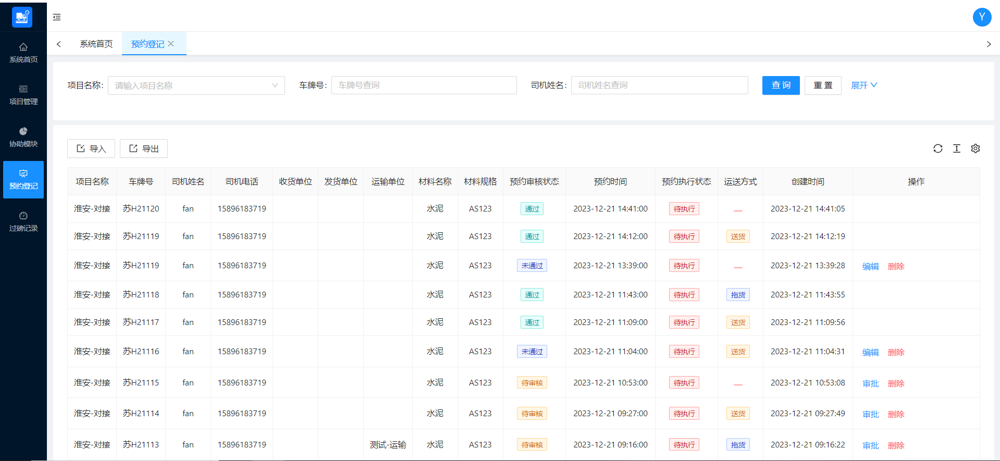 Y
系统首页
项目管理
协助模块
预约登记
过磅记录
系统首页 预约登记
项目名称: 请输入项目名称 车牌号: 车牌号查询 司机姓名: 司机姓名查询 查 询 重 置 展开
导入 导出
项目名称 车牌号 司机姓名 司机电话 收货单位 发货单位 运输单位 材料名称 材料规格 预约审核状态 预约时间 预约执行状态 运送方式 创建时间 操作
淮安-对接 苏H21120 fan 15896183719 水泥 AS123 通过 2023-12-21 14:41:00 待执行 — 2023-12-21 14:41:05
淮安-对接 苏H21119 fan 15896183719 水泥 AS123 通过 2023-12-21 14:12:00 待执行 送货 2023-12-21 14:12:19
淮安-对接 苏H21119 fan 15896183719 水泥 AS123 未通过 2023-12-21 13:39:00 待执行 — 2023-12-21 13:39:28 编辑 删除
淮安-对接 苏H21118 fan 15896183719 水泥 AS123 通过 2023-12-21 11:43:00 待执行 拖货 2023-12-21 11:43:55
淮安-对接 苏H21117 fan 15896183719 水泥 AS123 通过 2023-12-21 11:09:00 待执行 送货 2023-12-21 11:09:56
淮安-对接 苏H21116 fan 15896183719 水泥 AS123 未通过 2023-12-21 11:04:00 待执行 送货 2023-12-21 11:04:31 编辑 删除
淮安-对接 苏H21115 fan 15896183719 水泥 AS123 待审核 2023-12-21 10:53:00 待执行 — 2023-12-21 10:53:08 审批 删除
淮安-对接 苏H21114 fan 15896183719 水泥 AS123 待审核 2023-12-21 09:27:00 待执行 送货 2023-12-21 09:27:49 审批 删除
淮安-对接 苏H21113 fan 15896183719 测试-运输 水泥 AS123 待审核 2023-12-21 09:16:00 待执行 拖货 2023-12-21 09:16:22 审批 删除